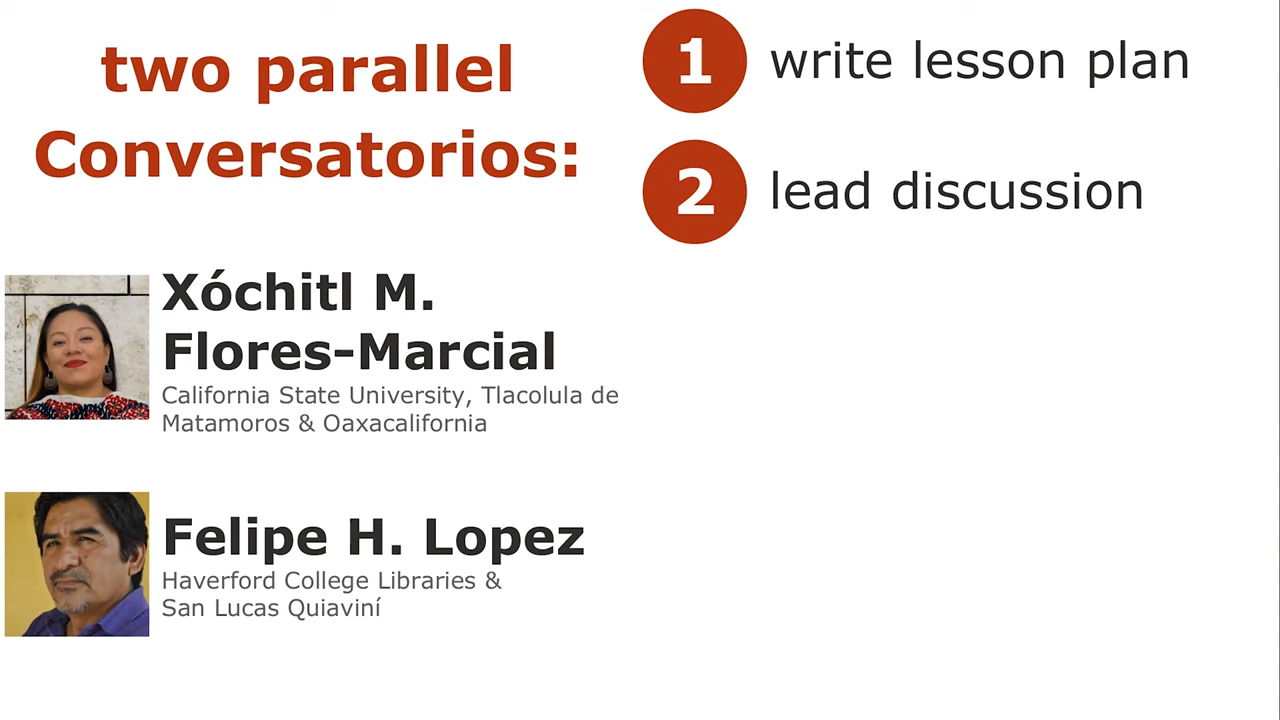 two parallel
Conversatorios:
Xóchitl M.
Flores-Marcial
California State University, Tlacolula de
Matamoros & Oaxacalifornia
Felipe H. Lopez
Haverford College Libraries &
San Lucas Quiaviní
1 write lesson plan
2 lead discussion